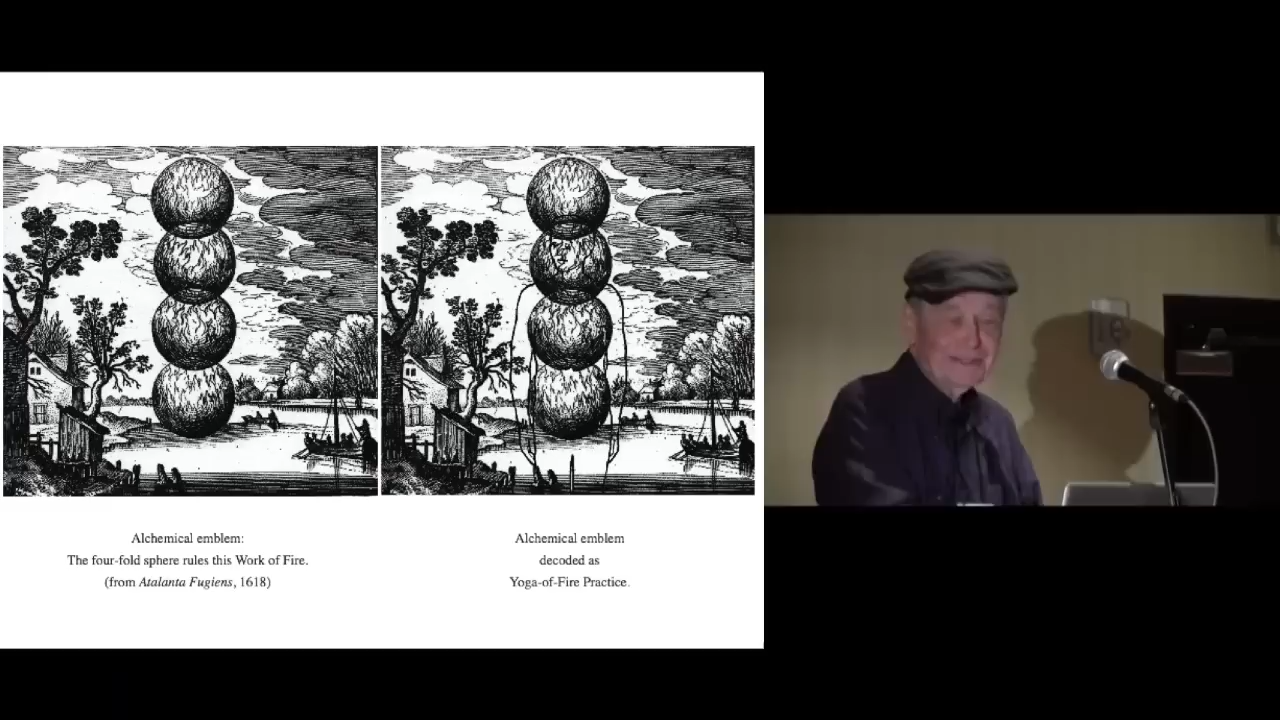 Alchemical emblem:
The four-fold sphere rules this Work of Fire.
(from Atalanta Fugiens, 1618)
Alchemical emblem
decoded as
Yoga-of-Fire Practice.